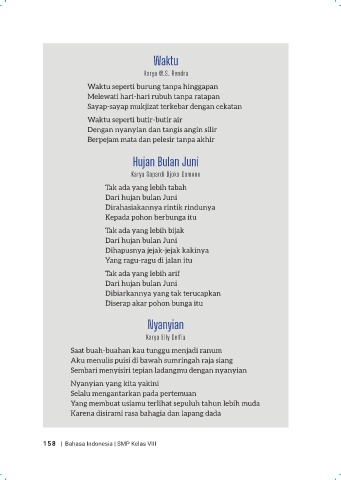 Waktu
Karya W.S. Rendra
Waktu seperti burung tanpa hinggapan
Melewati hari-hari rubuh tanpa ratapan
Sayap-sayap mukjizat terkebar dengan cekatan
Waktu seperti butir-butir air
Dengan nyanyian dan tangis angin silir
Berpejam mata dan pelesir tanpa akhir
Hujan Bulan Juni
Karya Sapardi Djoko Damono
Tak ada yang lebih tabah
Dari hujan bulan Juni
Dirahasiakannya rintik rindunya
Kepada pohon berbunga itu
Tak ada yang lebih bijak
Dari hujan bulan Juni
Dihapusnya jejak-jejak kakinya
Yang ragu-ragu di jalan itu
Tak ada yang lebih arif
Dari hujan bulan Juni
Dibiarkannya yang tak terucapkan
Diserap akar pohon bunga itu
Nyanyian
Karya Elly Delfia
Saat buah-buahan kau tunggu menjadi ranum
Aku menulis puisi di bawah sumringah raja siang
Sembari menyisiri tepian ladangmu dengan nyanyian
Nyanyian yang kita yakini
Selalu mengantarkan pada pertemuan
Yang membuat usiamu terlihat sepuluh tahun lebih muda
Karena disirami rasa bahagia dan lapang dada
158 | Bahasa Indonesia | SMP Kelas VIII